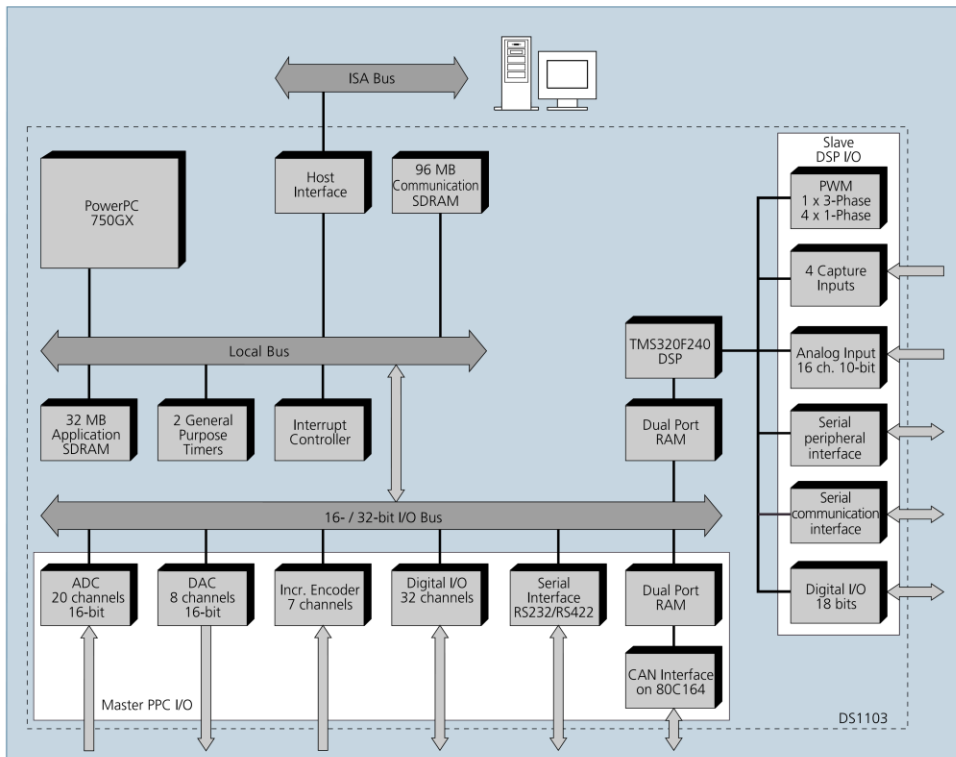 ISA Bus
PowerPC
750GX
Host
Interface
96 MB
Communication
SDRAM
Slave
DSP I/O
PWM
1 x 3-Phase
4 x 1-Phase
4 Capture
Inputs
Local Bus
TMS320F240
DSP
Analog Input
16 ch. 10-bit
32 MB
Application
SDRAM
2 General
Purpose
Timers
Interrupt
Controller
Dual Port
RAM
Serial
peripheral
interface
16- / 32-bit I/O Bus
Serial
communication
interface
ADC
20 channels
16-bit
DAC
8 channels
16-bit
Incr. Encoder
7 channels
Digital I/O
32 channels
Serial
Interface
RS232/RS422
Dual Port
RAM
Digital I/O
18 bits
CAN Interface
on 80C164
Master PPC I/O
DS1103